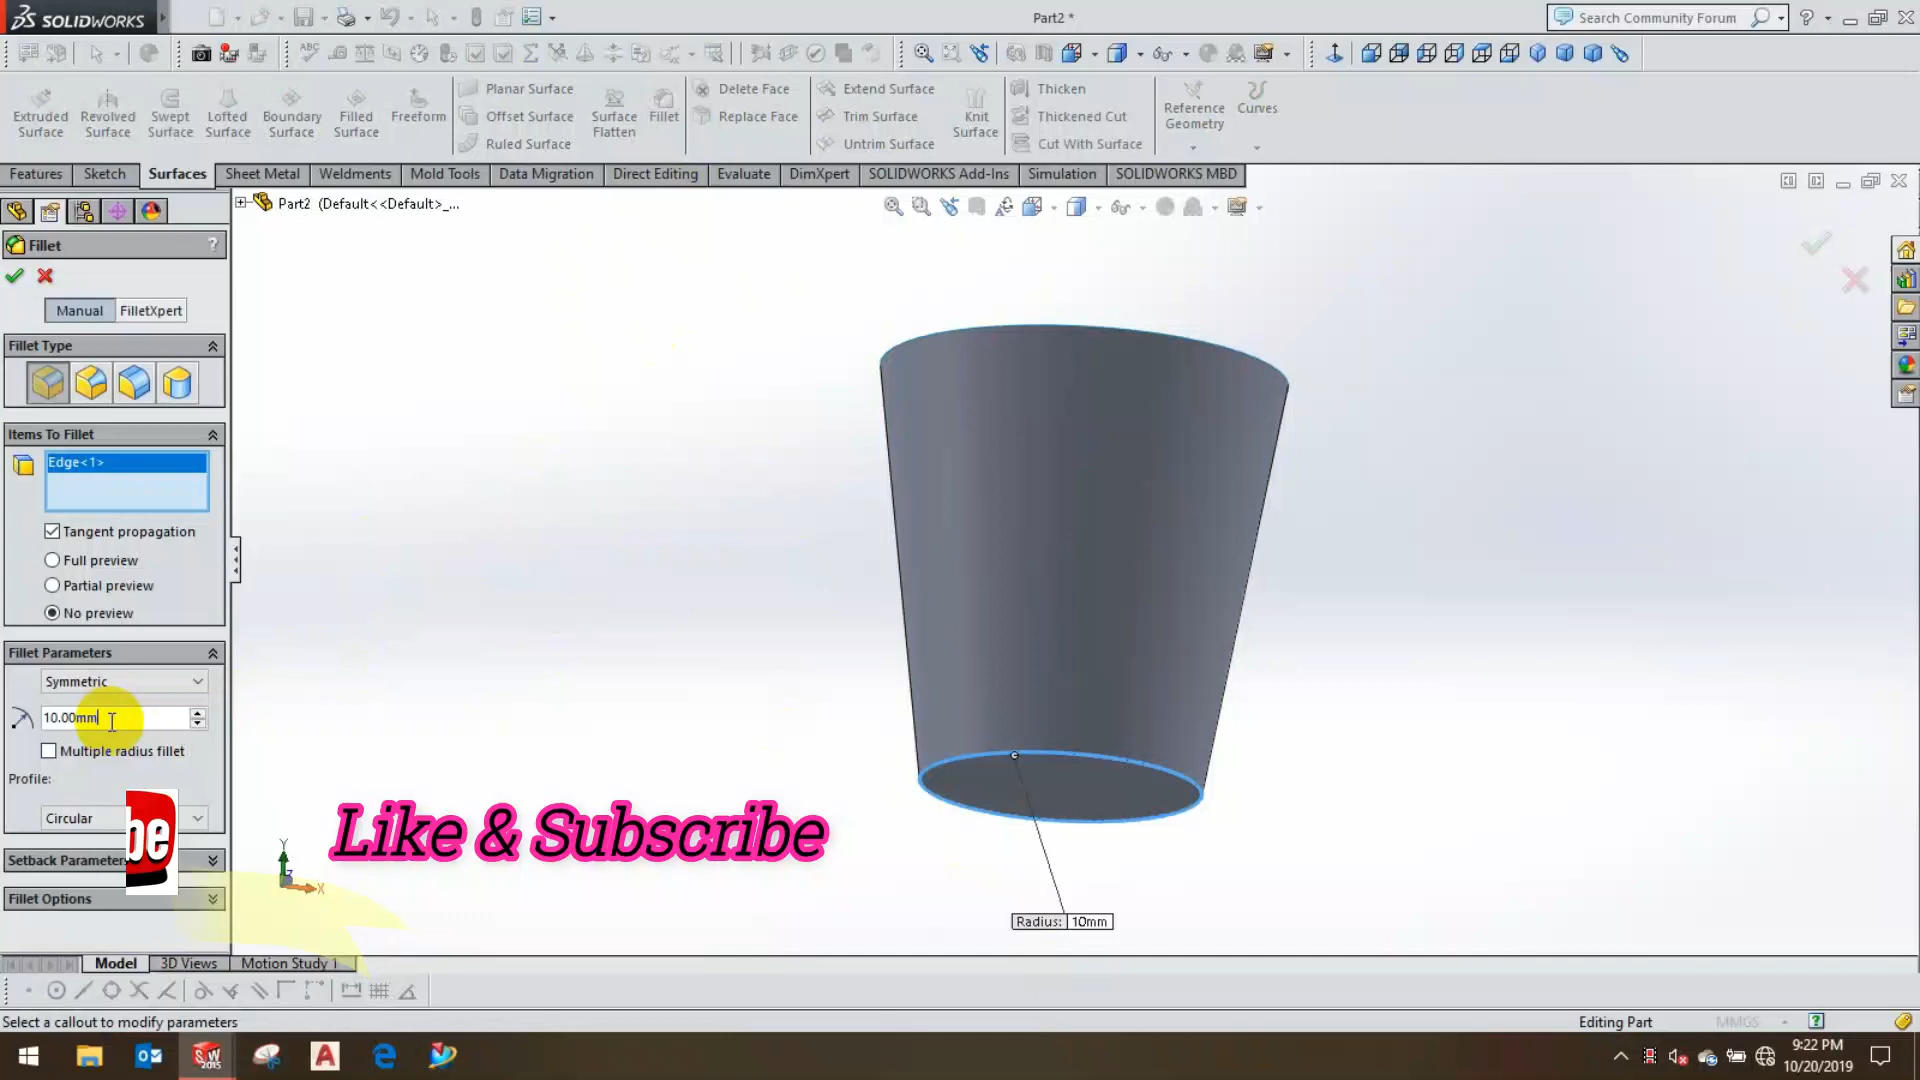 SOLIDWORKS
Part2 *
Search Community Forum
Extruded Surface
Revolved Surface
Swept Surface
Lofted Surface
Boundary Surface
Filled Surface
Freeform
Planar Surface
Offset Surface
Ruled Surface
Surface Flatten
Fillet
Delete Face
Replace Face
Extend Surface
Trim Surface
Untrim Surface
Knit Surface
Thicken
Thickened Cut
Cut With Surface
Reference Geometry
Curves
Features
Sketch
Surfaces
Sheet Metal
Weldments
Mold Tools
Data Migration
Direct Editing
Evaluate
DimXpert
SOLIDWORKS Add-Ins
Simulation
SOLIDWORKS MBD
Part2 (Default<<Default>_...
Fillet
?
Manual
FilletXpert
Fillet Type
Items To Fillet
Edge<1>
Tangent propagation
Full preview
Partial preview
No preview
Fillet Parameters
Symmetric
10.00mm
Multiple radius fillet
Profile:
Circular
be
Setback Parameters
Fillet Options
Like & Subscribe
Y
X
Z
Radius: 10mm
Model
3D Views
Motion Study 1
Select a callout to modify parameters
Editing Part
MMGS
9:22 PM
10/20/2019